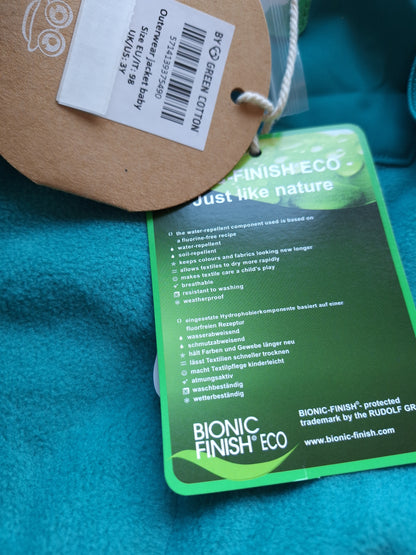 BY GREEN COTTON
5714139375490
Outerwear jacket baby
Size EU/IT: 98
UK/US: 3Y
-FINISH ECO
Just like nature
the water-repellent component used is based on
a fluorine-free recipe
water-repellent
soil-repellent
keeps colours and fabrics looking new longer
allows textiles to dry more rapidly
makes textile care a child's play
breathable
resistant to washing
weatherproof
eingesetzte Hydrophobierkomponente basiert auf einer
fluorfreien Rezeptur
wasserabweisend
schmutzabweisend
hält Farben und Gewebe länger neu
lässt Textilien schneller trocknen
macht Textilpflege kinderleicht
atmungsaktiv
waschbeständig
wetterbeständig
BIONIC
FINISH® ECO
BIONIC-FINISH®- protected
trademark by the RUDOLF GR
www.bionic-finish.com